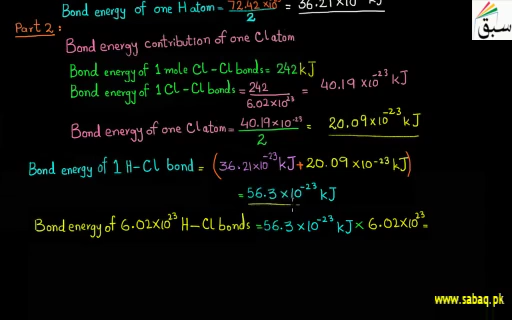 Bond energy of one H atom = 72.42 × 10⁻ / 2 = 36.21 × 10 kJ
سبق
Part 2:
Bond energy contribution of one Cl atom
Bond energy of 1 mole Cl-Cl bonds = 242 kJ
Bond energy of 1 Cl-Cl bonds = 242 / 6.02×10²³ = 40.19 × 10⁻²³ kJ
Bond energy of one Cl atom = 40.19 × 10⁻²³ / 2 = 20.09 × 10⁻²³ kJ
Bond energy of 1 H-Cl bond = (36.21×10⁻²³ kJ + 20.09 × 10⁻²³ kJ)
= 56.3 × 10⁻²³ kJ
Bond energy of 6.02×10²³ H-Cl bonds = 56.3 × 10⁻²³ kJ × 6.02×10²³ =
www.sabaq.pk